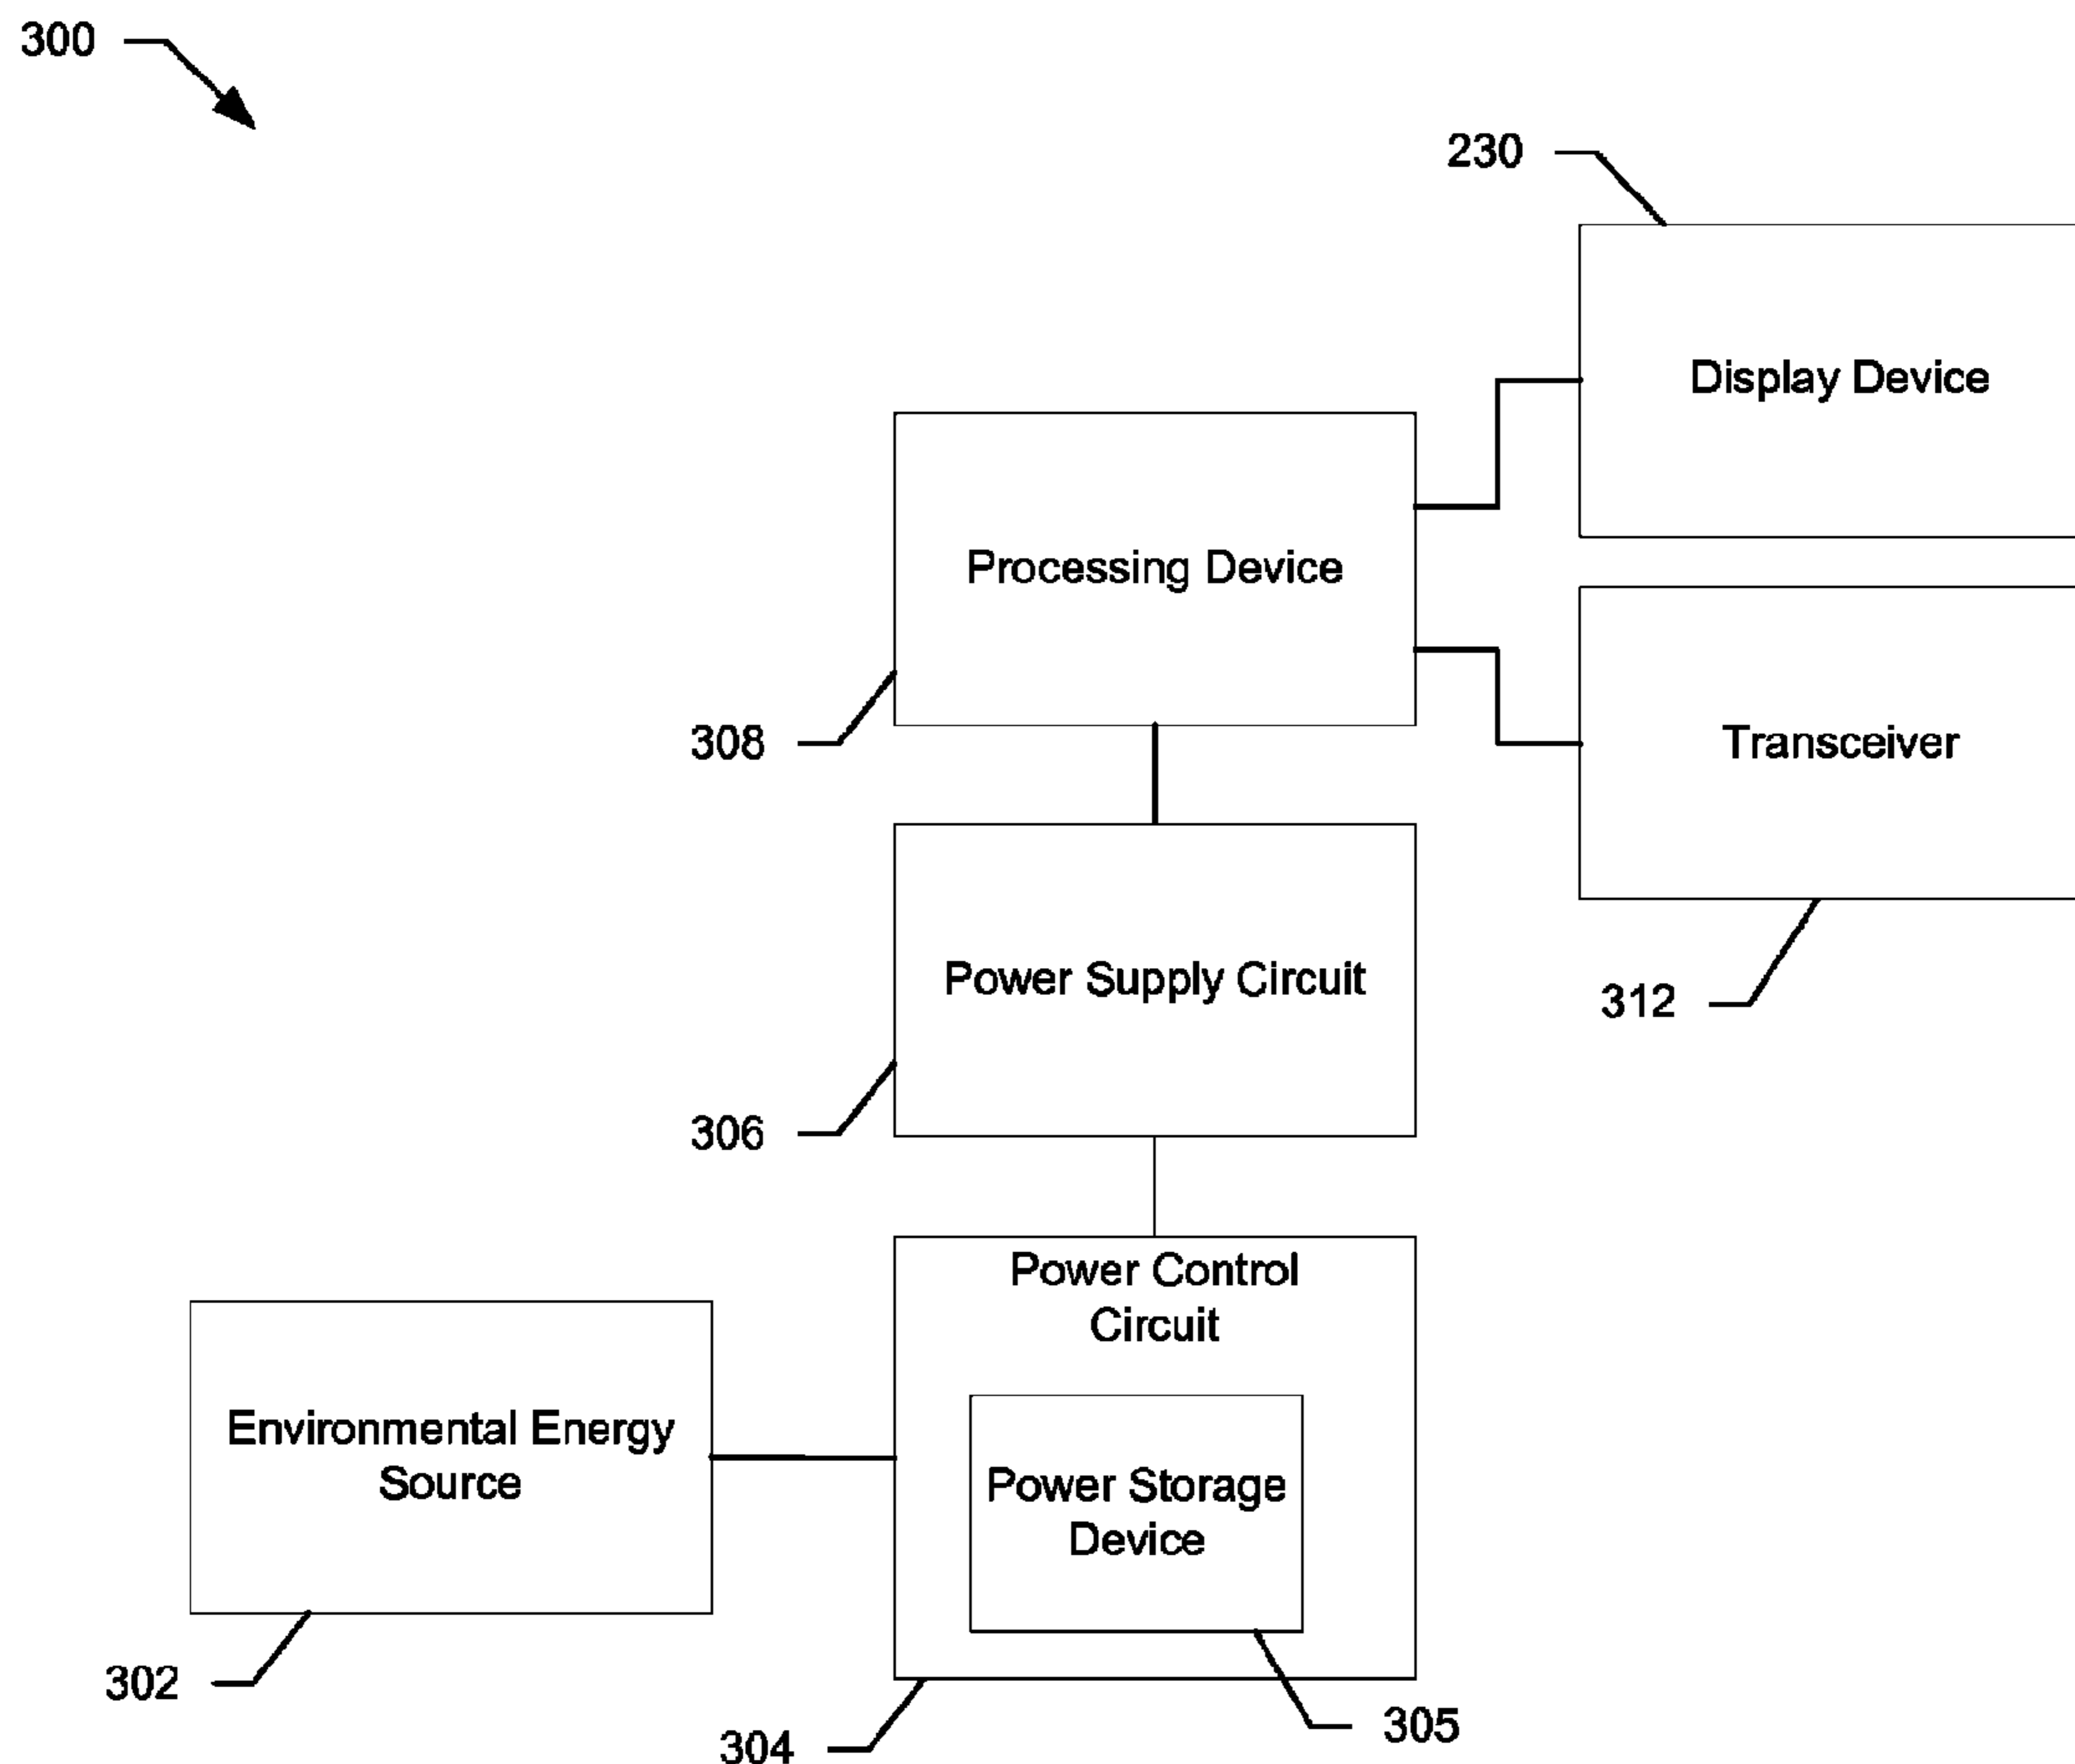 300
230
Display Device
Processing Device
308
Transceiver
Power Supply Circuit
312
306
Power Control
Circuit
Environmental Energy
Source
Power Storage
Device
302
304
305